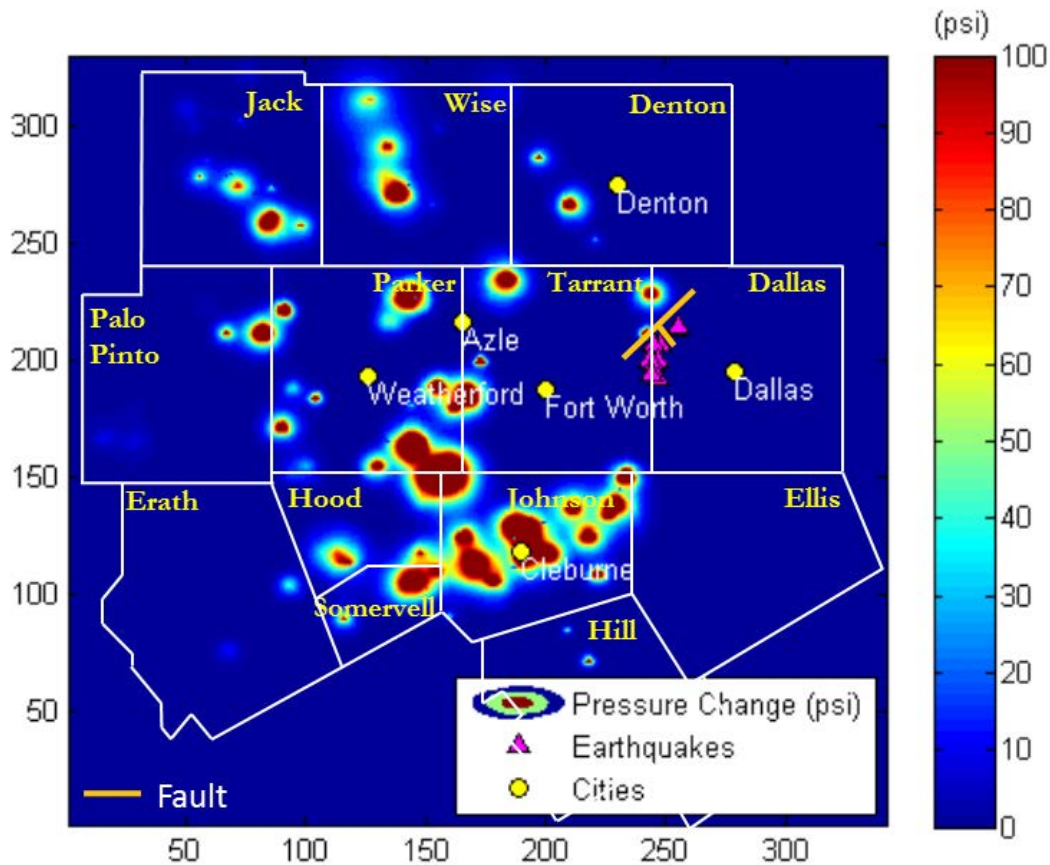 (psi)
100
90
80
70
60
50
40
30
20
10
0
300
250
200
150
100
50
Jack
Wise
Denton
Denton
Parker
Tarrant
Dallas
Palo
Pinto
Azle
Weatherford
Fort Worth
Dallas
Erath
Hood
Johnson
Ellis
Cleburne
Somervell
Hill
Pressure Change (psi)
Earthquakes
Cities
Fault
50
100
150
200
250
300